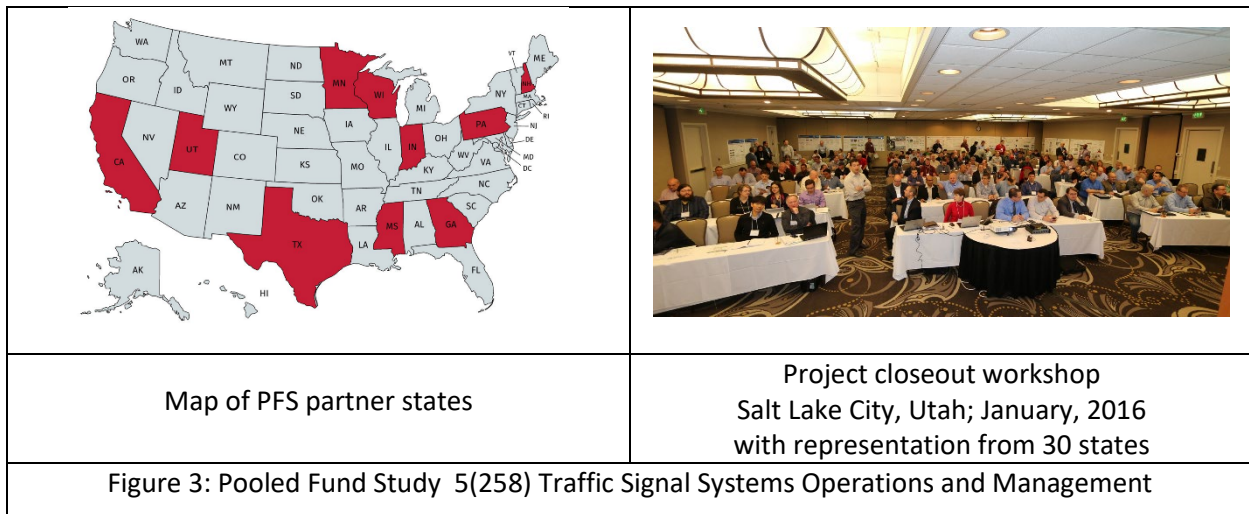 WA
MT
ND
MN
OR
ID
SD
WI
MI
VT
ME
NH
NY
MA
CT
RI
WY
NV
UT
CO
NE
IA
IL
IN
OH
PA
NJ
DE
MD
DC
WV
VA
CA
AZ
NM
KS
MO
KY
NC
TN
SC
OK
AR
TX
LA
MS
AL
GA
FL
AK
HI
Map of PFS partner states
Project closeout workshop
Salt Lake City, Utah; January, 2016
with representation from 30 states
Figure 3: Pooled Fund Study 5(258) Traffic Signal Systems Operations and Management